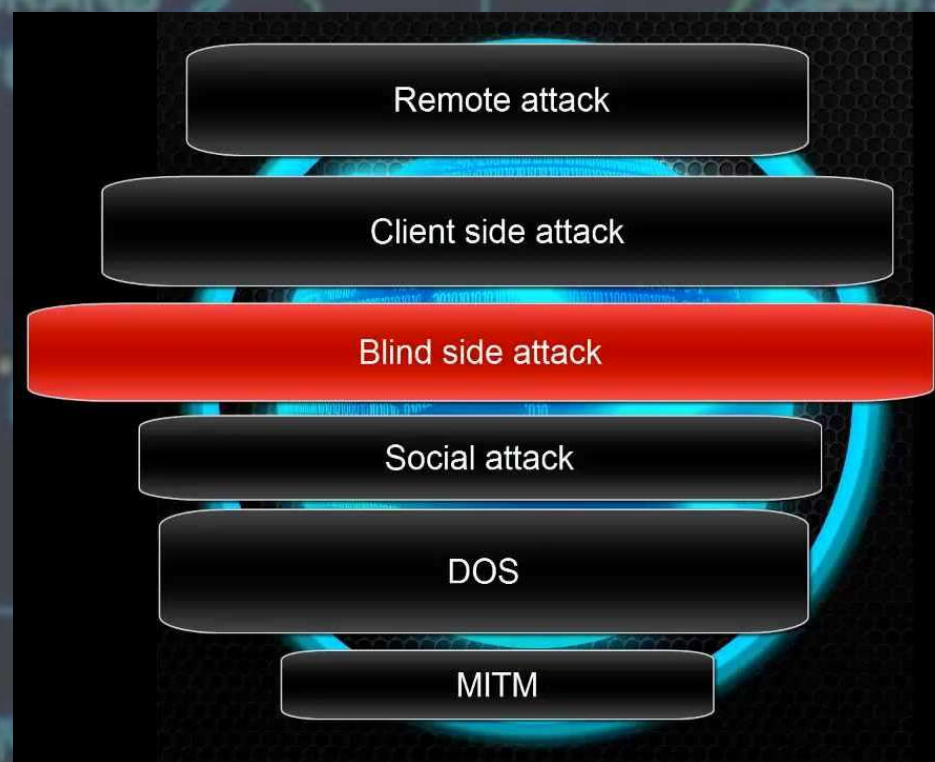 Remote attack
Client side attack
Blind side attack
Social attack
DOS
MITM